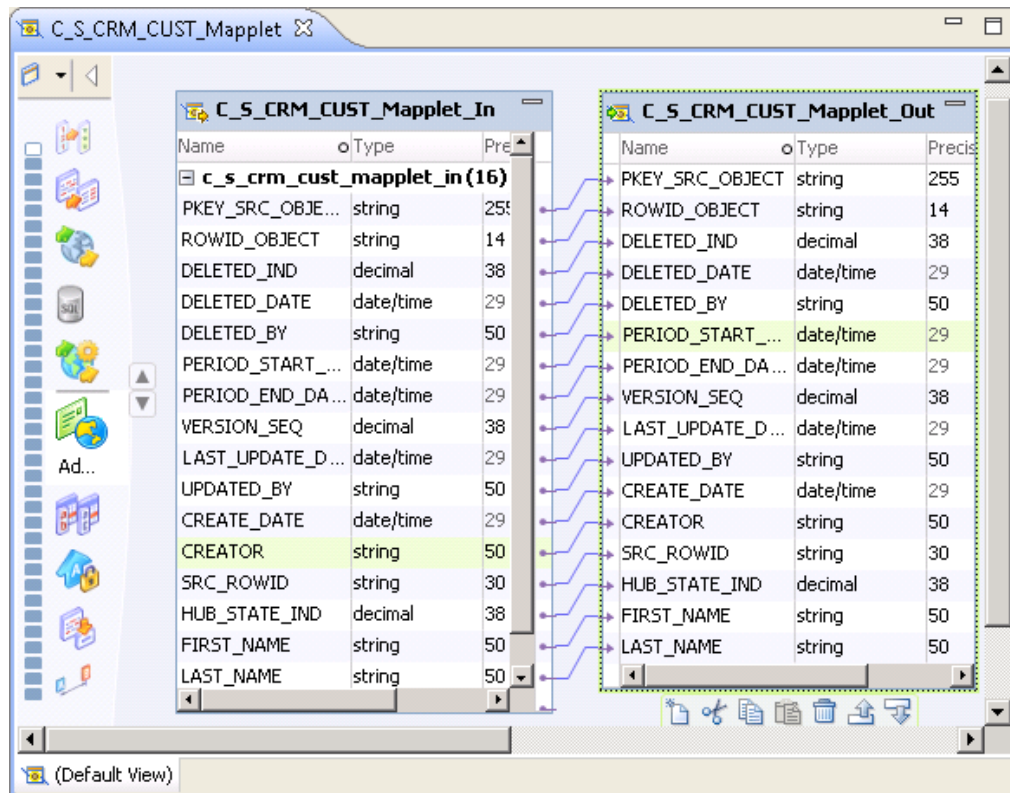 C_S_CRM_CUST_Mapplet
C_S_CRM_CUST_Mapplet_In
Name Type Pre
c_s_crm_cust_mapplet_in (16)
PKEY_SRC_OBJE... string 255
ROWID_OBJECT string 14
DELETED_IND decimal 38
DELETED_DATE date/time 29
DELETED_BY string 50
PERIOD_START_... date/time 29
PERIOD_END_DA... date/time 29
VERSION_SEQ decimal 38
LAST_UPDATE_D... date/time 29
UPDATED_BY string 50
CREATE_DATE date/time 29
CREATOR string 50
SRC_ROWID string 30
HUB_STATE_IND decimal 38
FIRST_NAME string 50
LAST_NAME string 50
C_S_CRM_CUST_Mapplet_Out
Name Type Precis
PKEY_SRC_OBJECT string 255
ROWID_OBJECT string 14
DELETED_IND decimal 38
DELETED_DATE date/time 29
DELETED_BY string 50
PERIOD_START_... date/time 29
PERIOD_END_DA... date/time 29
VERSION_SEQ decimal 38
LAST_UPDATE_D... date/time 29
UPDATED_BY string 50
CREATE_DATE date/time 29
CREATOR string 50
SRC_ROWID string 30
HUB_STATE_IND decimal 38
FIRST_NAME string 50
LAST_NAME string 50
SQL
Ad...
(Default View)